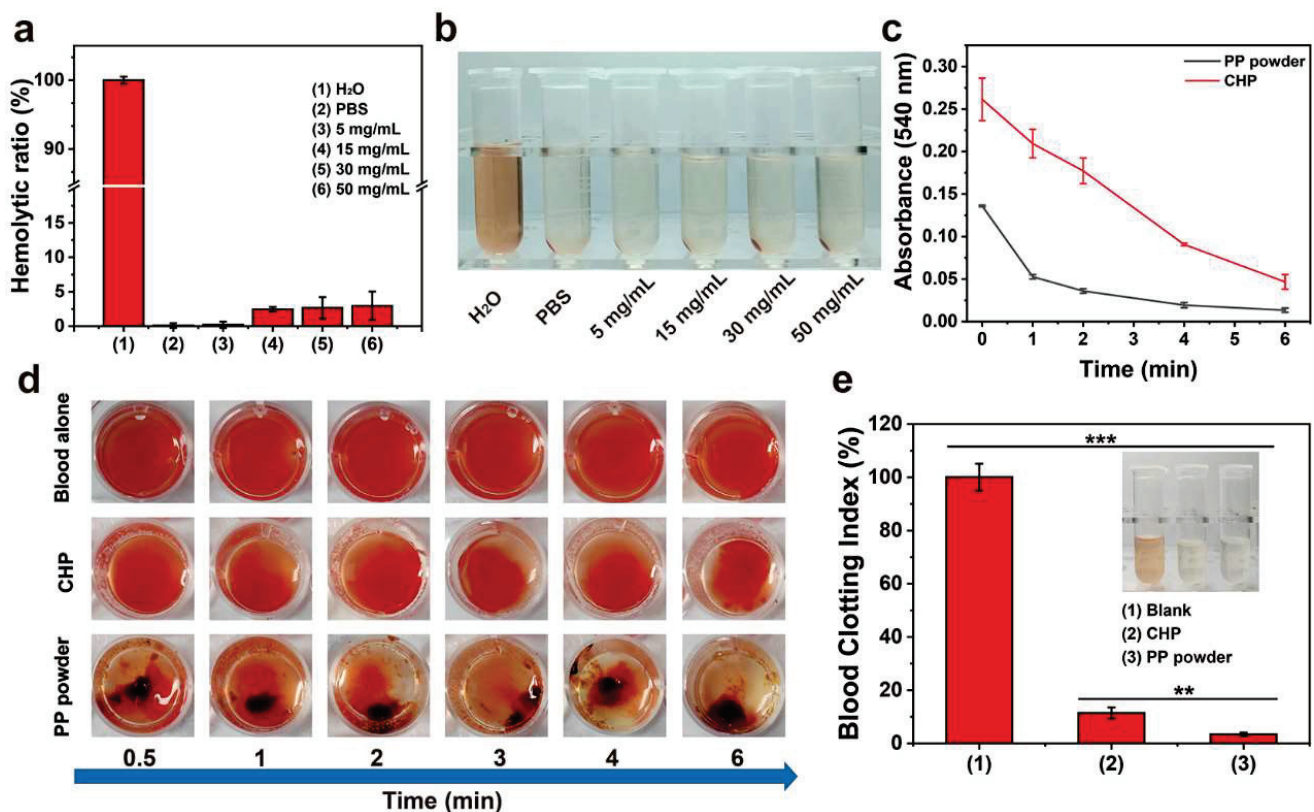 a
Hemolytic ratio (%)
100
90
15
10
5
0
(1) H₂O
(2) PBS
(3) 5 mg/mL
(4) 15 mg/mL
(5) 30 mg/mL
(6) 50 mg/mL
(1) (2) (3) (4) (5) (6)
b
H₂O PBS 5 mg/mL 15 mg/mL 30 mg/mL 50 mg/mL
c
Absorbance (540 nm)
0.30
0.25
0.20
0.15
0.10
0.05
0.00
PP powder
CHP
0 1 2 3 4 5 6
Time (min)
d
Blood alone
CHP
PP powder
0.5 1 2 3 4 6
Time (min)
e
Blood Clotting Index (%)
120
100
80
60
40
20
0
***
(1) Blank
(2) CHP
(3) PP powder
**
(1) (2) (3)